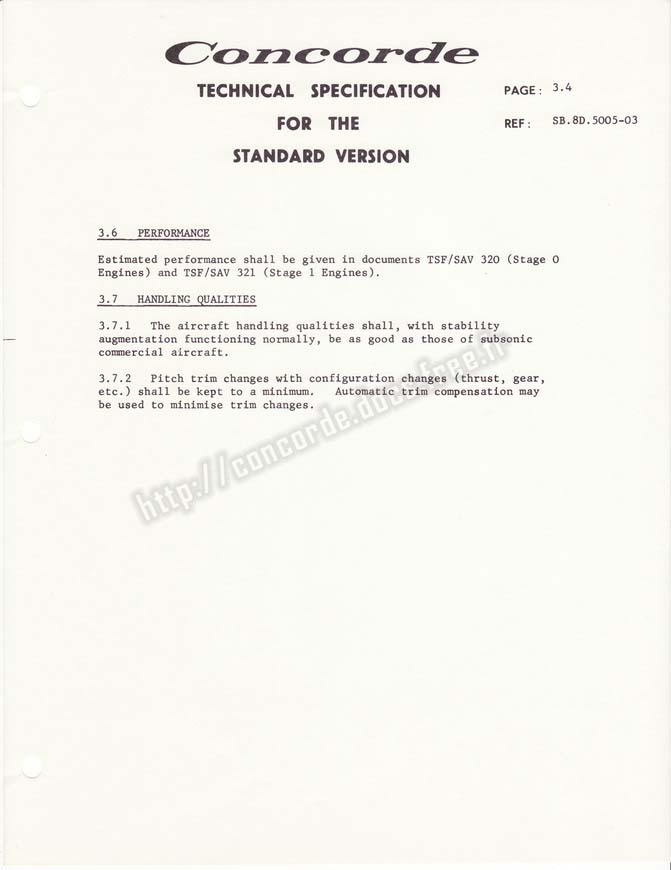 Concorde
TECHNICAL SPECIFICATION
FOR THE
STANDARD VERSION
PAGE: 3.4
REF: SB.8D.5005-03
3.6 PERFORMANCE
Estimated performance shall be given in documents TSF/SAV 320 (Stage 0
Engines) and TSF/SAV 321 (Stage 1 Engines).
3.7 HANDLING QUALITIES
3.7.1 The aircraft handling qualities shall, with stability
augmentation functioning normally, be as good as those of subsonic
commercial aircraft.
3.7.2 Pitch trim changes with configuration changes (thrust, gear,
etc.) shall be kept to a minimum. Automatic trim compensation may
be used to minimise trim changes.
http://concorde.docs.free.fr